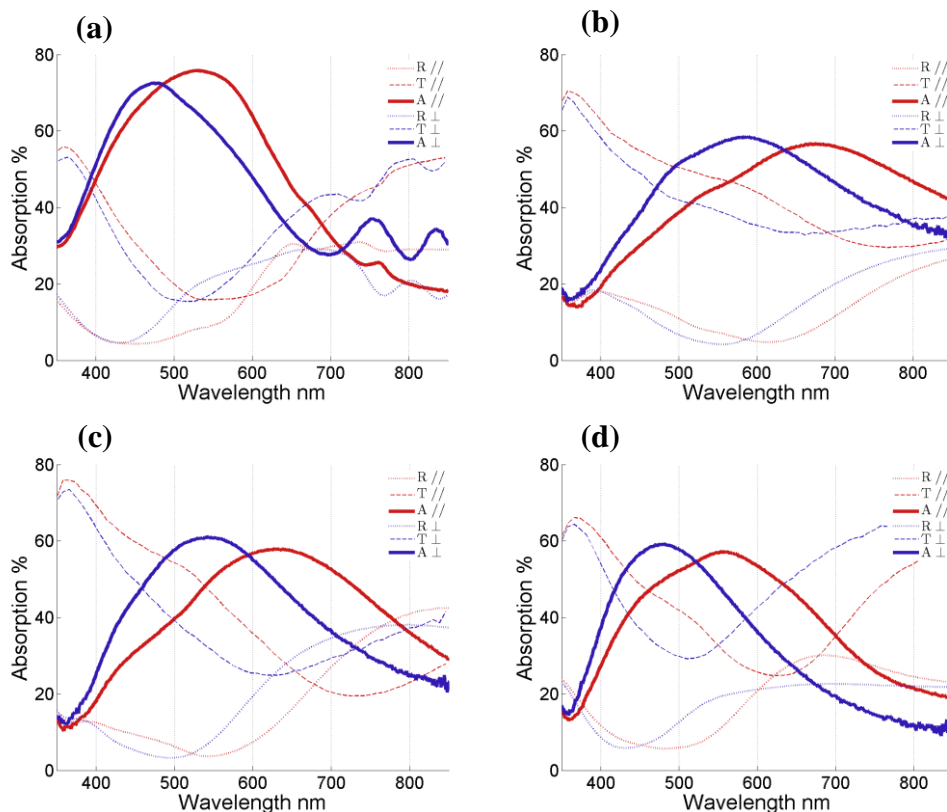 (a)
80
60
40
20
0
Absorption %
400 500 600 700 800
Wavelength nm
R //
T //
A //
R ⊥
T ⊥
A ⊥
(b)
80
60
40
20
0
Absorption %
400 500 600 700 800
Wavelength nm
R //
T //
A //
R ⊥
T ⊥
A ⊥
(c)
80
60
40
20
0
Absorption %
400 500 600 700 800
Wavelength nm
R //
T //
A //
R ⊥
T ⊥
A ⊥
(d)
80
60
40
20
0
Absorption %
400 500 600 700 800
Wavelength nm
R //
T //
A //
R ⊥
T ⊥
A ⊥